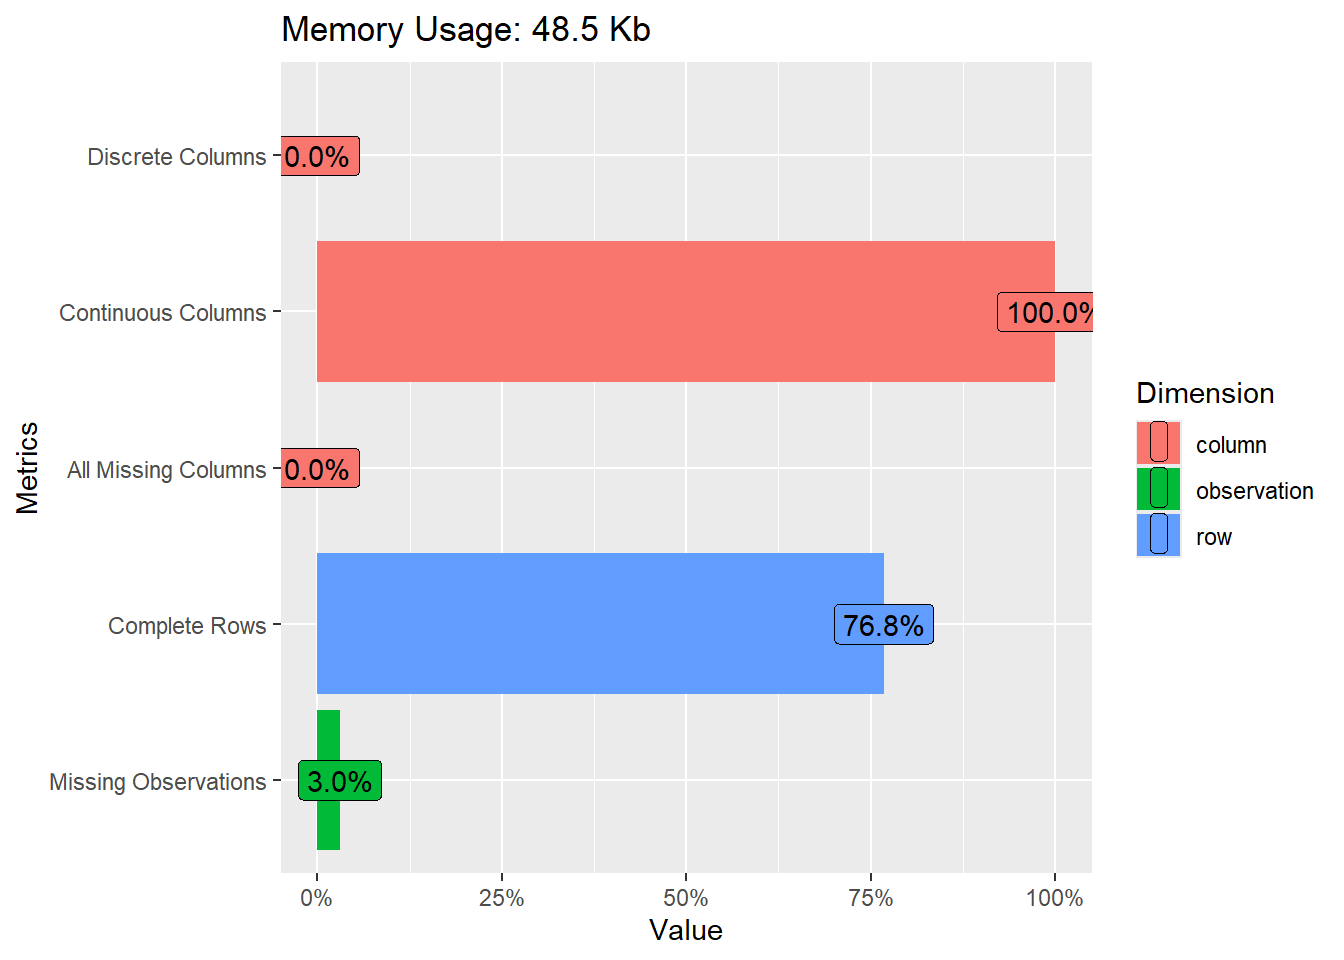 Memory Usage: 48.5 Kb
Discrete Columns
0.0%
Continuous Columns
100.0%
All Missing Columns
0.0%
Complete Rows
76.8%
Missing Observations
3.0%
Metrics
0%
25%
50%
75%
100%
Value
Dimension
column
observation
row